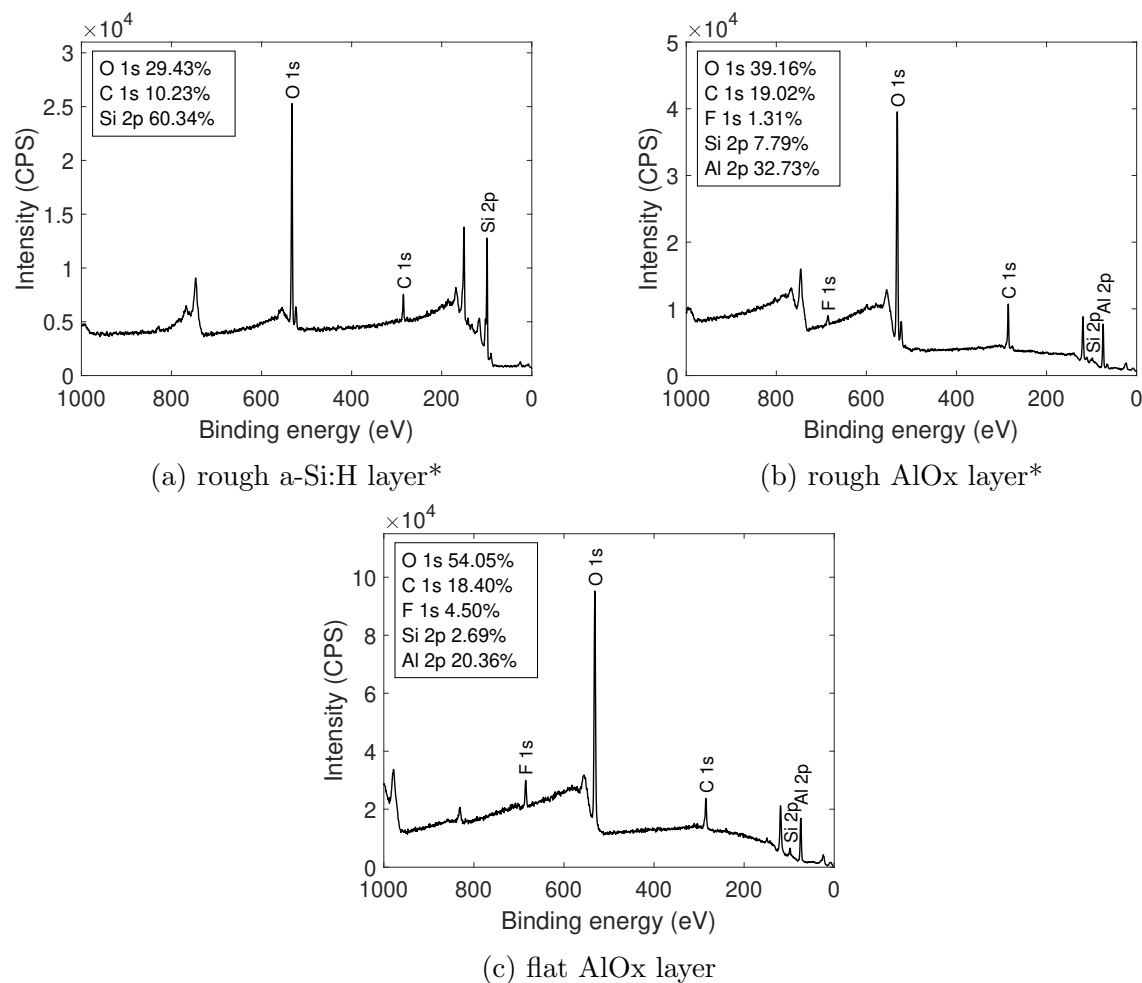 ×10⁴
3
2.5
2
1.5
1
0.5
0
1000 800 600 400 200 0
Intensity (CPS)
Binding energy (eV)
O 1s 29.43%
C 1s 10.23%
Si 2p 60.34%
O 1s
C 1s
Si 2p
(a) rough a-Si:H layer*
×10⁴
5
4
3
2
1
0
1000 800 600 400 200 0
Intensity (CPS)
Binding energy (eV)
O 1s 39.16%
C 1s 19.02%
F 1s 1.31%
Si 2p 7.79%
Al 2p 32.73%
F 1s
O 1s
C 1s
Si 2p
Al 2p
(b) rough AlOx layer*
×10⁴
10
8
6
4
2
0
1000 800 600 400 200 0
Intensity (CPS)
Binding energy (eV)
O 1s 54.05%
C 1s 18.40%
F 1s 4.50%
Si 2p 2.69%
Al 2p 20.36%
F 1s
O 1s
C 1s
Si 2p
Al 2p
(c) flat AlOx layer